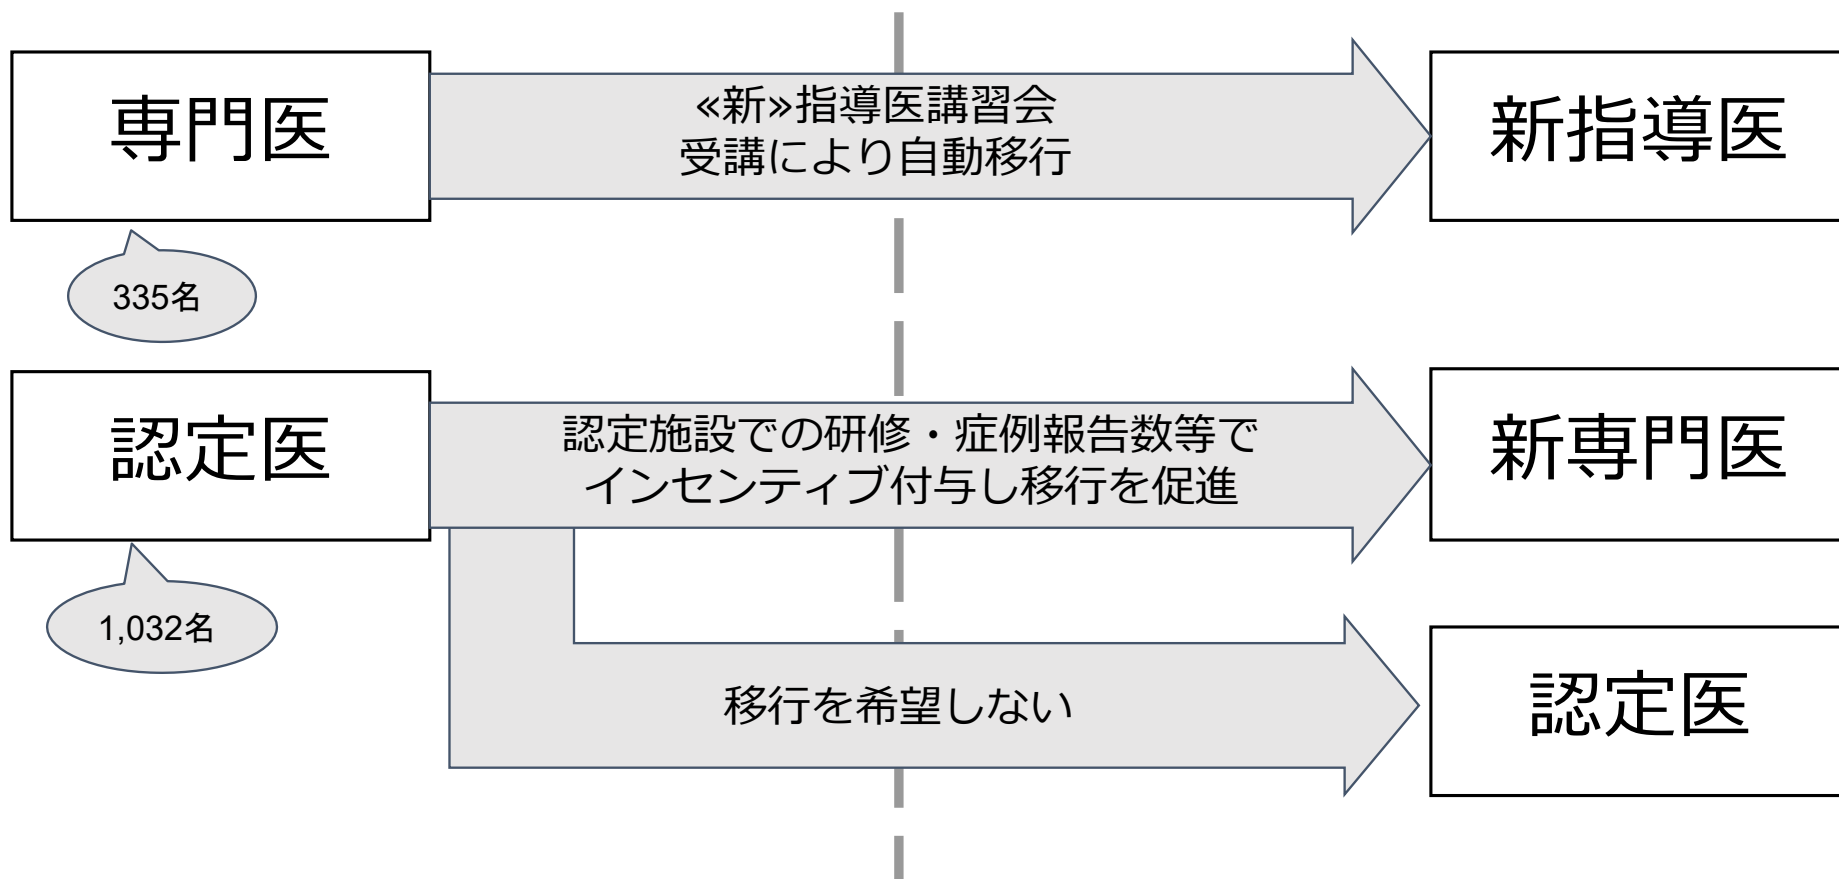 専門医
«新»指導医講習会
受講により自動移行
新指導医
335名
認定医
認定施設での研修・症例報告数等で
インセンティブ付与し移行を促進
新専門医
1,032名
移行を希望しない
認定医